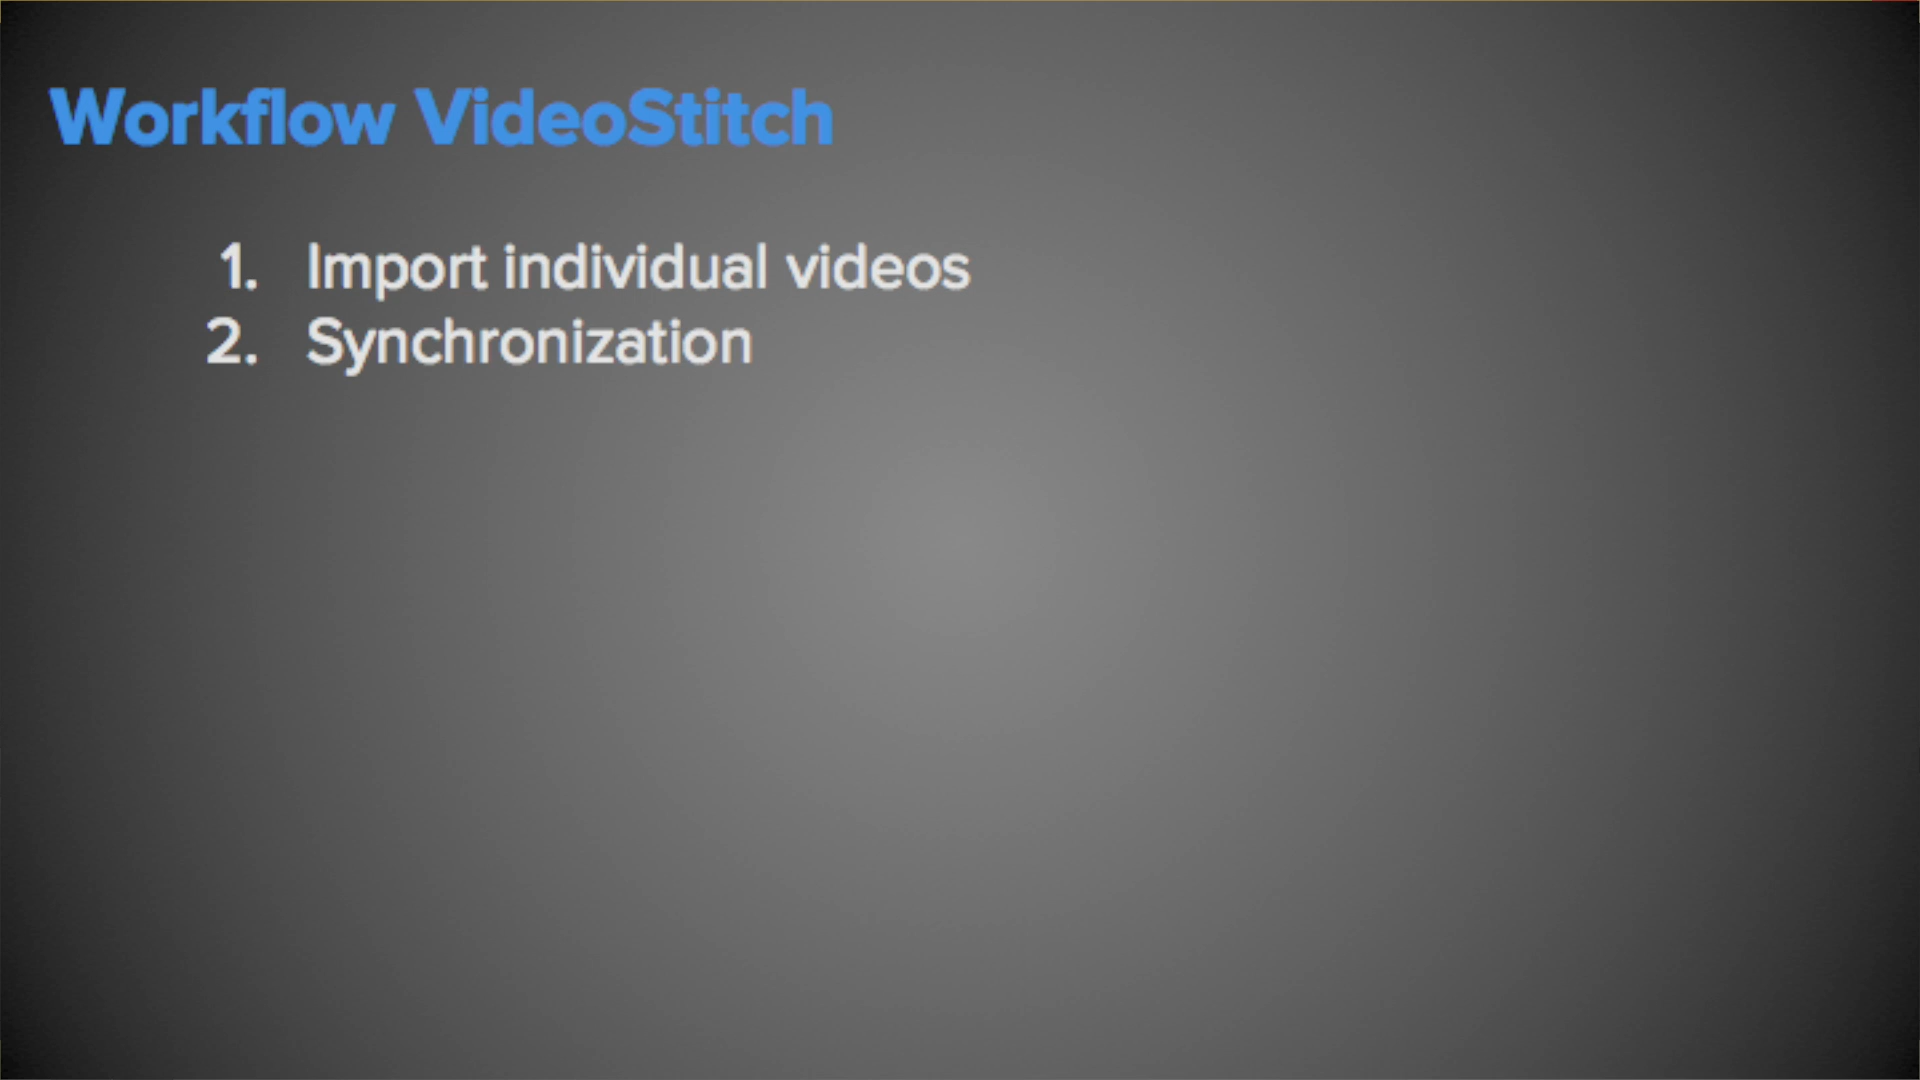 Workflow VideoStitch
1. Import individual videos
2. Synchronization